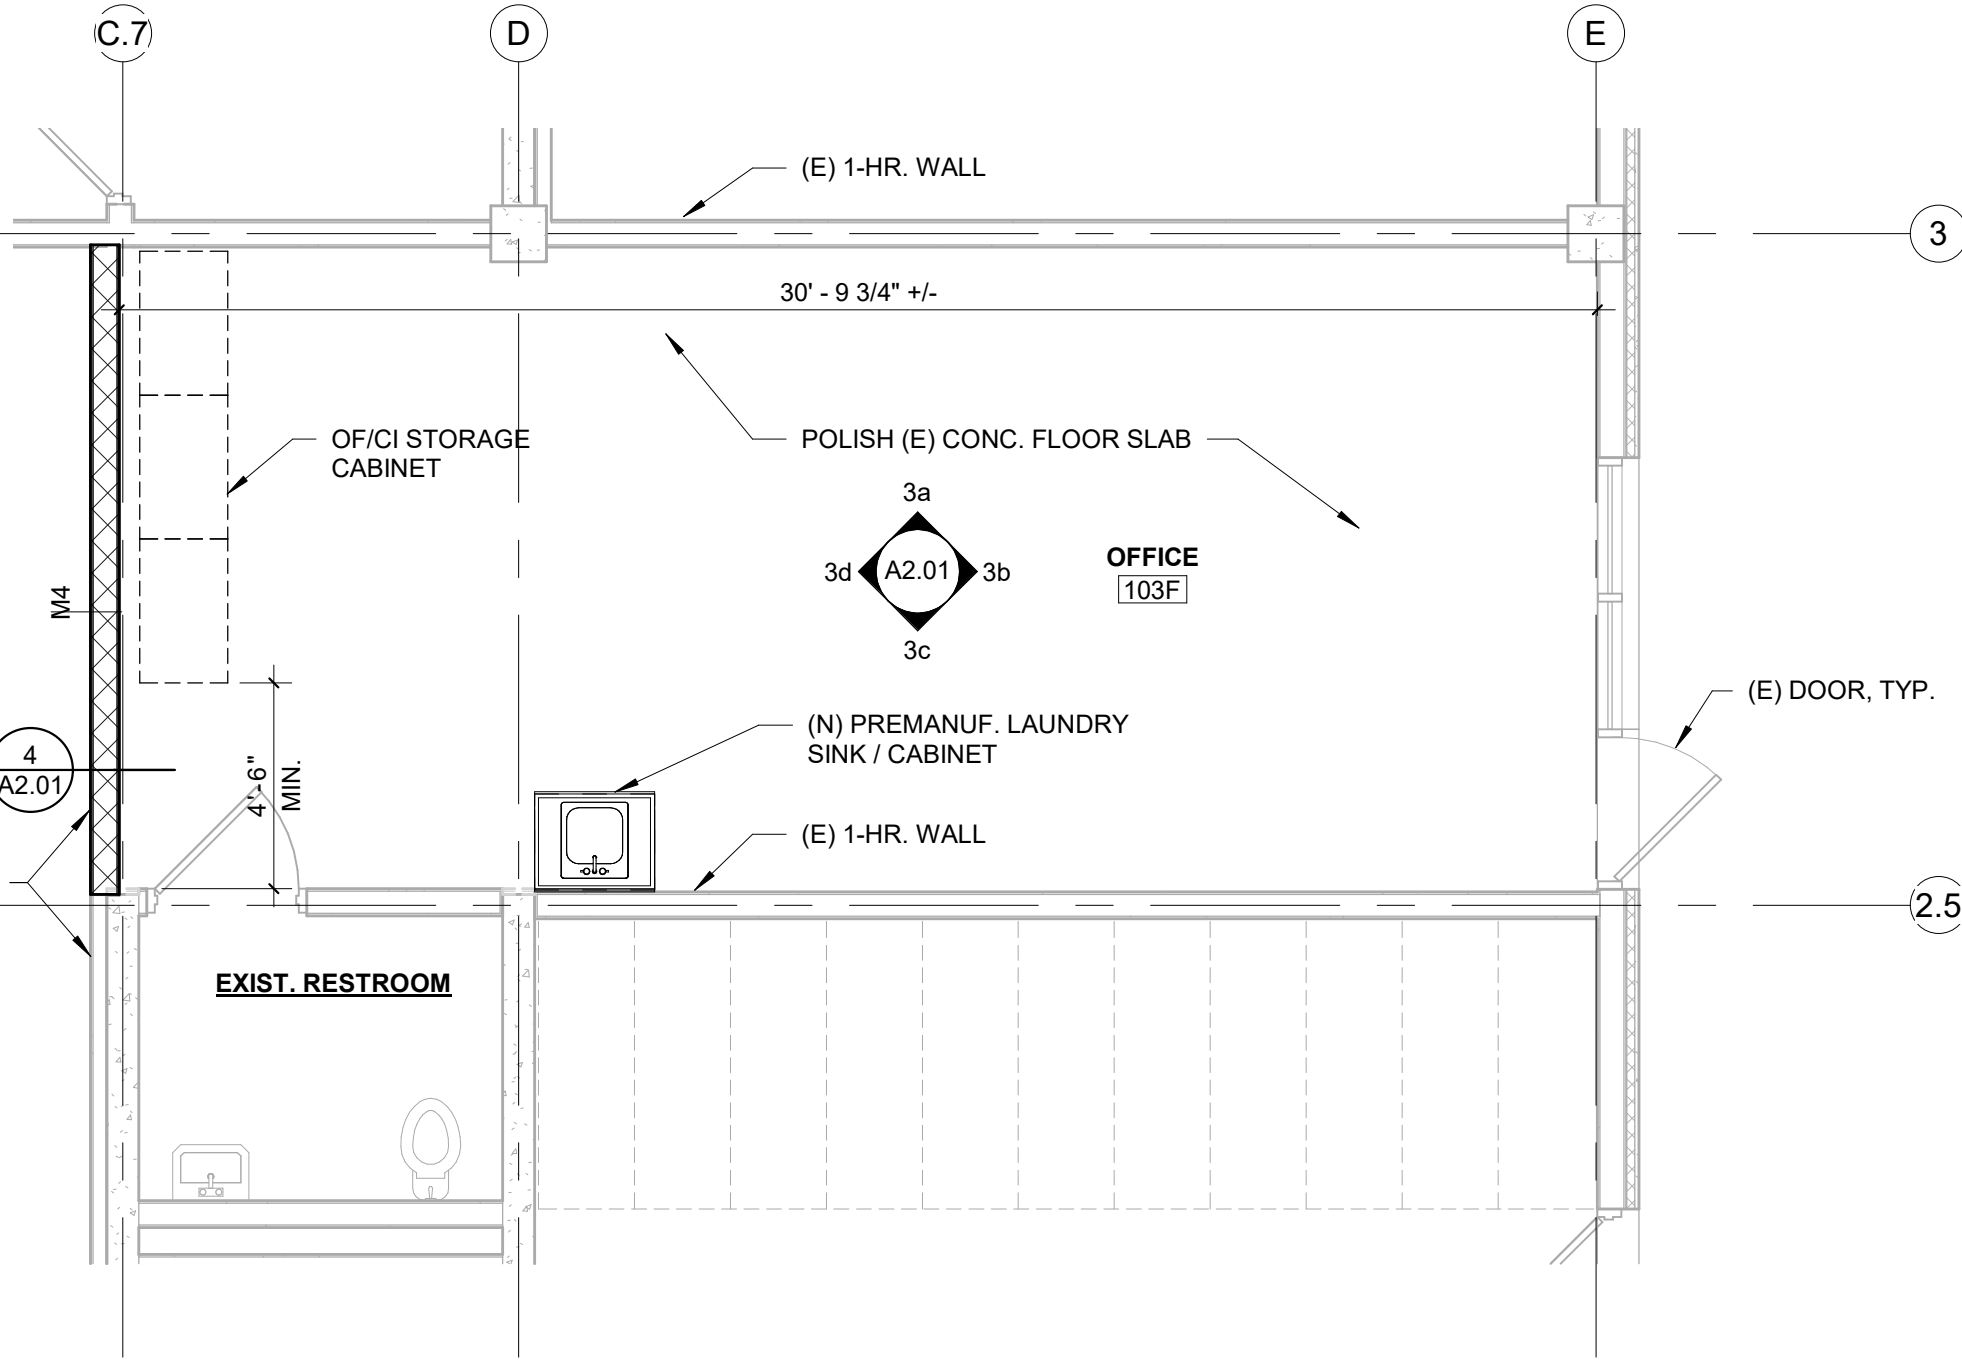 C.7
D
E
(E) 1-HR. WALL
3
30' - 9 3/4" +/-
OF/CI STORAGE
CABINET
POLISH (E) CONC. FLOOR SLAB
3a
3d
A2.01
3b
3c
OFFICE
103F
M4
(E) DOOR, TYP.
(N) PREMANUF. LAUNDRY
SINK / CABINET
4
A2.01
4'-6"
MIN.
(E) 1-HR. WALL
2.5
EXIST. RESTROOM